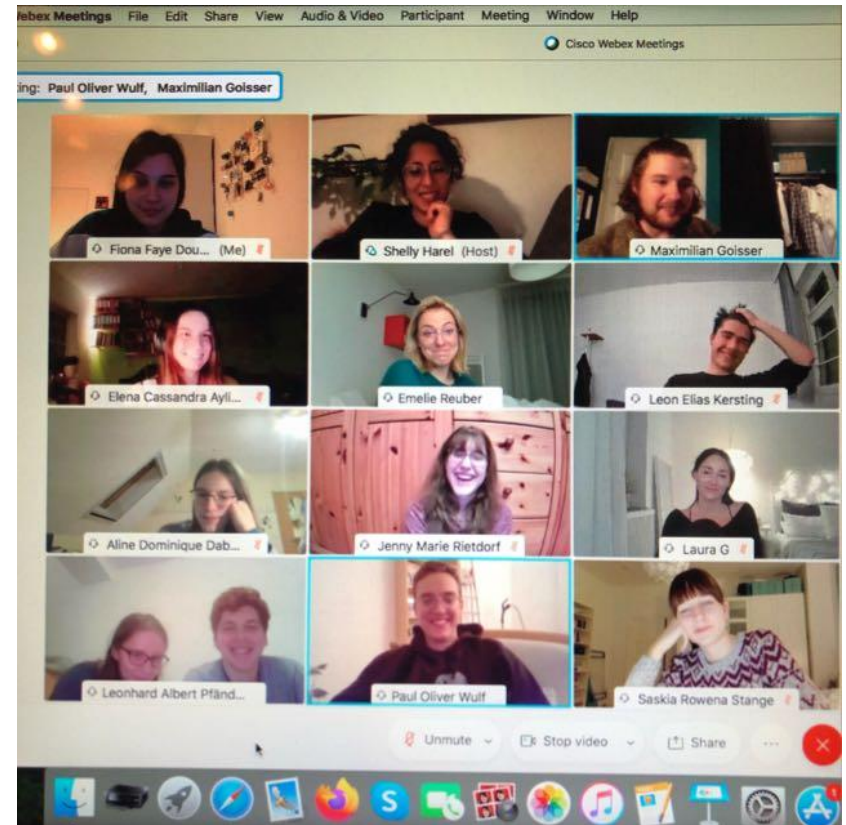 Webex Meetings File Edit Share View Audio & Video Participant Meeting Window Help
Cisco Webex Meetings
ing: Paul Oliver Wulf, Maximilian Goisser
Fiona Faye Dou... (Me)
Shelly Harel (Host)
Maximilian Goisser
Elena Cassandra Ayli...
Emelie Reuber
Leon Elias Kersting
Aline Dominique Dab...
Jenny Marie Rietdorf
Laura G
Leonhard Albert Pfänd...
Paul Oliver Wulf
Saskia Rowena Stange
Unmute
Stop video
Share
S
1